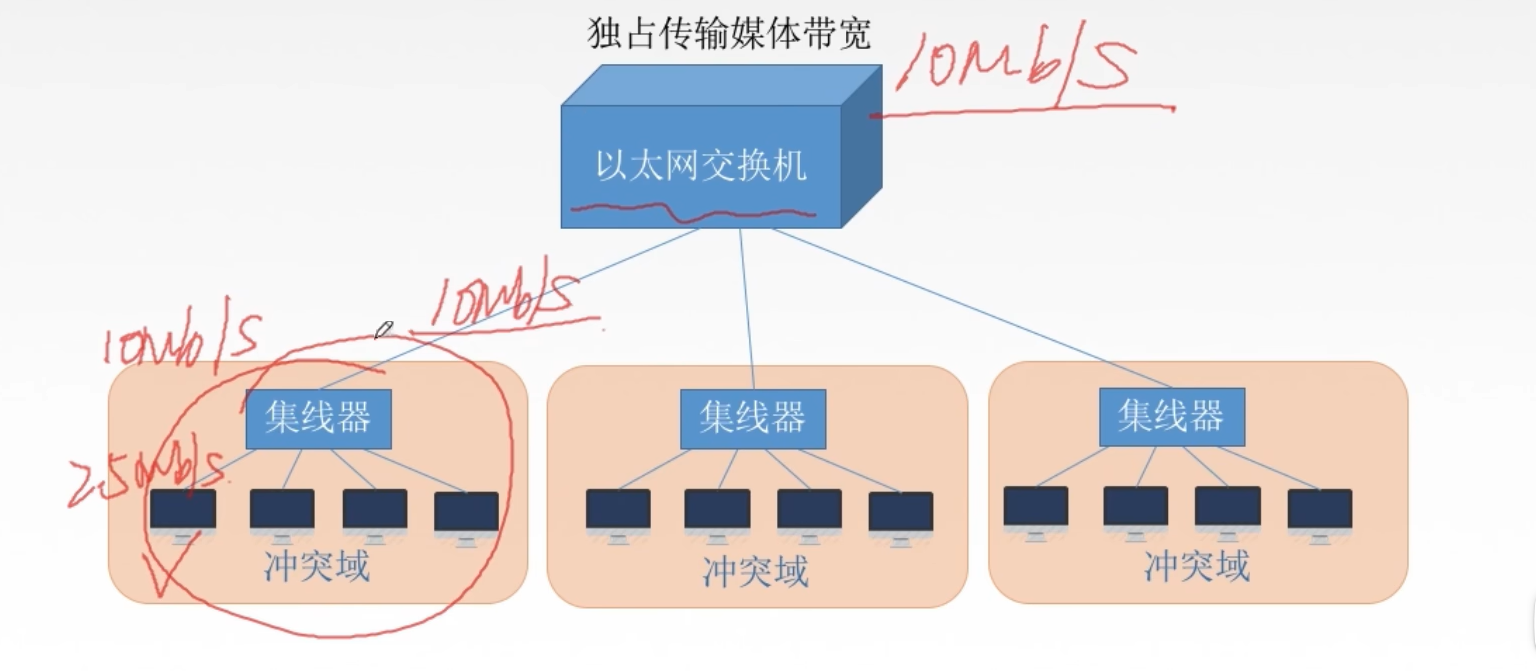 独占传输媒体带宽
10Mb/s
以太网交换机
10Mb/s
10Mb/s
集线器
集线器
集线器
2.5Mb/s
冲突域
冲突域
冲突域